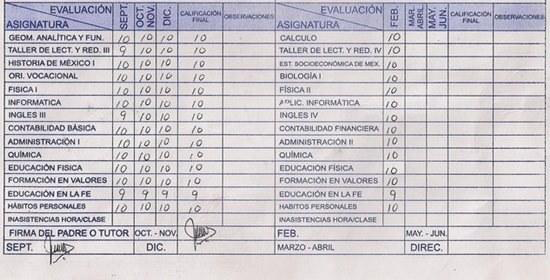 EVALUACIÓN SEPT. OCT. NOV. DIC. CALIFICACIÓN FINAL OBSERVACIONES EVALUACIÓN FEB. MAR. ABRIL MAY. JUN. CALIFICACIÓN FINAL OBSERVACIONES
ASIGNATURA ASIGNATURA
GEOM. ANALÍTICA Y FUN. 10 10 10 10 CALCULO 10
TALLER DE LECT. Y RED. III 9 10 10 10 TALLER DE LECT. Y RED. IV 10
HISTORIA DE MÉXICO I 10 10 10 10 EST. SOCIOECONÓMICA DE MEX. 10
ORI. VOCACIONAL 10 10 10 10 BIOLOGÍA I 10
FISICA I 10 10 10 10 FÍSICA II 10
INFORMATICA 10 10 10 10 APLIC. INFORMÁTICA 10
INGLES III 9 10 10 10 INGLES IV 10
CONTABILIDAD BÁSICA 10 10 10 10 CONTABILIDAD FINANCIERA 10
ADMINISTRACIÓN I 10 10 10 10 ADMINISTRACIÓN II 10
QUÍMICA 10 10 10 10 QUÍMICA 10
EDUCACIÓN FISICA 10 10 10 10 EDUCACIÓN FÍSICA 10
FORMACIÓN EN VALORES 10 10 10 10 FORMACIÓN EN VALORES 10
EDUCACIÓN EN LA FE 9 9 9 9 EDUCACIÓN EN LA FE 9
HÁBITOS PERSONALES 10 10 10 10 HÁBITOS PERSONALES 10
INASISTENCIAS HORA/CLASE INASISTENCIAS HORA/CLASE
FIRMA DEL PADRE O TUTOR OCT. - NOV. FEB. MAY. - JUN.
SEPT. DIC. MARZO - ABRIL DIREC.